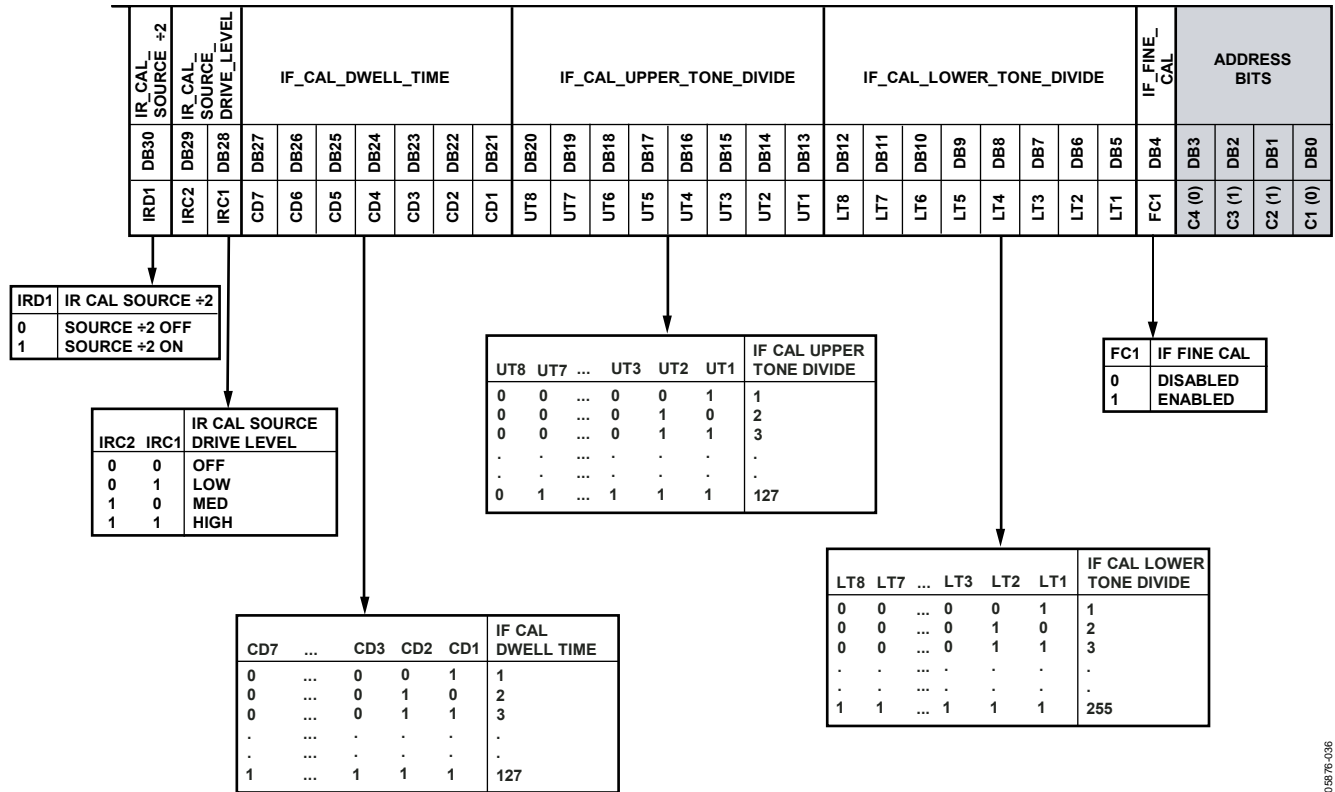 IR_CAL_
SOURCE ÷2
IR_CAL_
SOURCE_
DRIVE_LEVEL
IF_CAL_DWELL_TIME
IF_CAL_UPPER_TONE_DIVIDE
IF_CAL_LOWER_TONE_DIVIDE
IF_FINE_
CAL
ADDRESS
BITS
DB30 DB29 DB28 DB27 DB26 DB25 DB24 DB23 DB22 DB21 DB20 DB19 DB18 DB17 DB16 DB15 DB14 DB13 DB12 DB11 DB10 DB9 DB8 DB7 DB6 DB5 DB4 DB3 DB2 DB1 DB0
IRD1 IRC2 IRC1 CD7 CD6 CD5 CD4 CD3 CD2 CD1 UT8 UT7 UT6 UT5 UT4 UT3 UT2 UT1 LT8 LT7 LT6 LT5 LT4 LT3 LT2 LT1 FC1 C4 (0) C3 (1) C2 (1) C1 (0)
IRD1 IR CAL SOURCE ÷2
0 SOURCE ÷2 OFF
1 SOURCE ÷2 ON
IRC2 IRC1 IR CAL SOURCE
DRIVE LEVEL
0 0 OFF
0 1 LOW
1 0 MED
1 1 HIGH
CD7 ... CD3 CD2 CD1 IF CAL
DWELL TIME
0 ... 0 0 1 1
0 ... 0 1 0 2
0 ... 0 1 1 3
. ... . . . .
. ... . . . .
1 ... 1 1 1 127
UT8 UT7 ... UT3 UT2 UT1 IF CAL UPPER
TONE DIVIDE
0 0 ... 0 0 1 1
0 0 ... 0 1 0 2
0 0 ... 0 1 1 3
. . ... . . . .
. . ... . . . .
0 1 ... 1 1 1 127
LT8 LT7 ... LT3 LT2 LT1 IF CAL LOWER
TONE DIVIDE
0 0 ... 0 0 1 1
0 0 ... 0 1 0 2
0 0 ... 0 1 1 3
. . ... . . . .
. . ... . . . .
1 1 ... 1 1 1 255
FC1 IF FINE CAL
0 DISABLED
1 ENABLED
05876-036